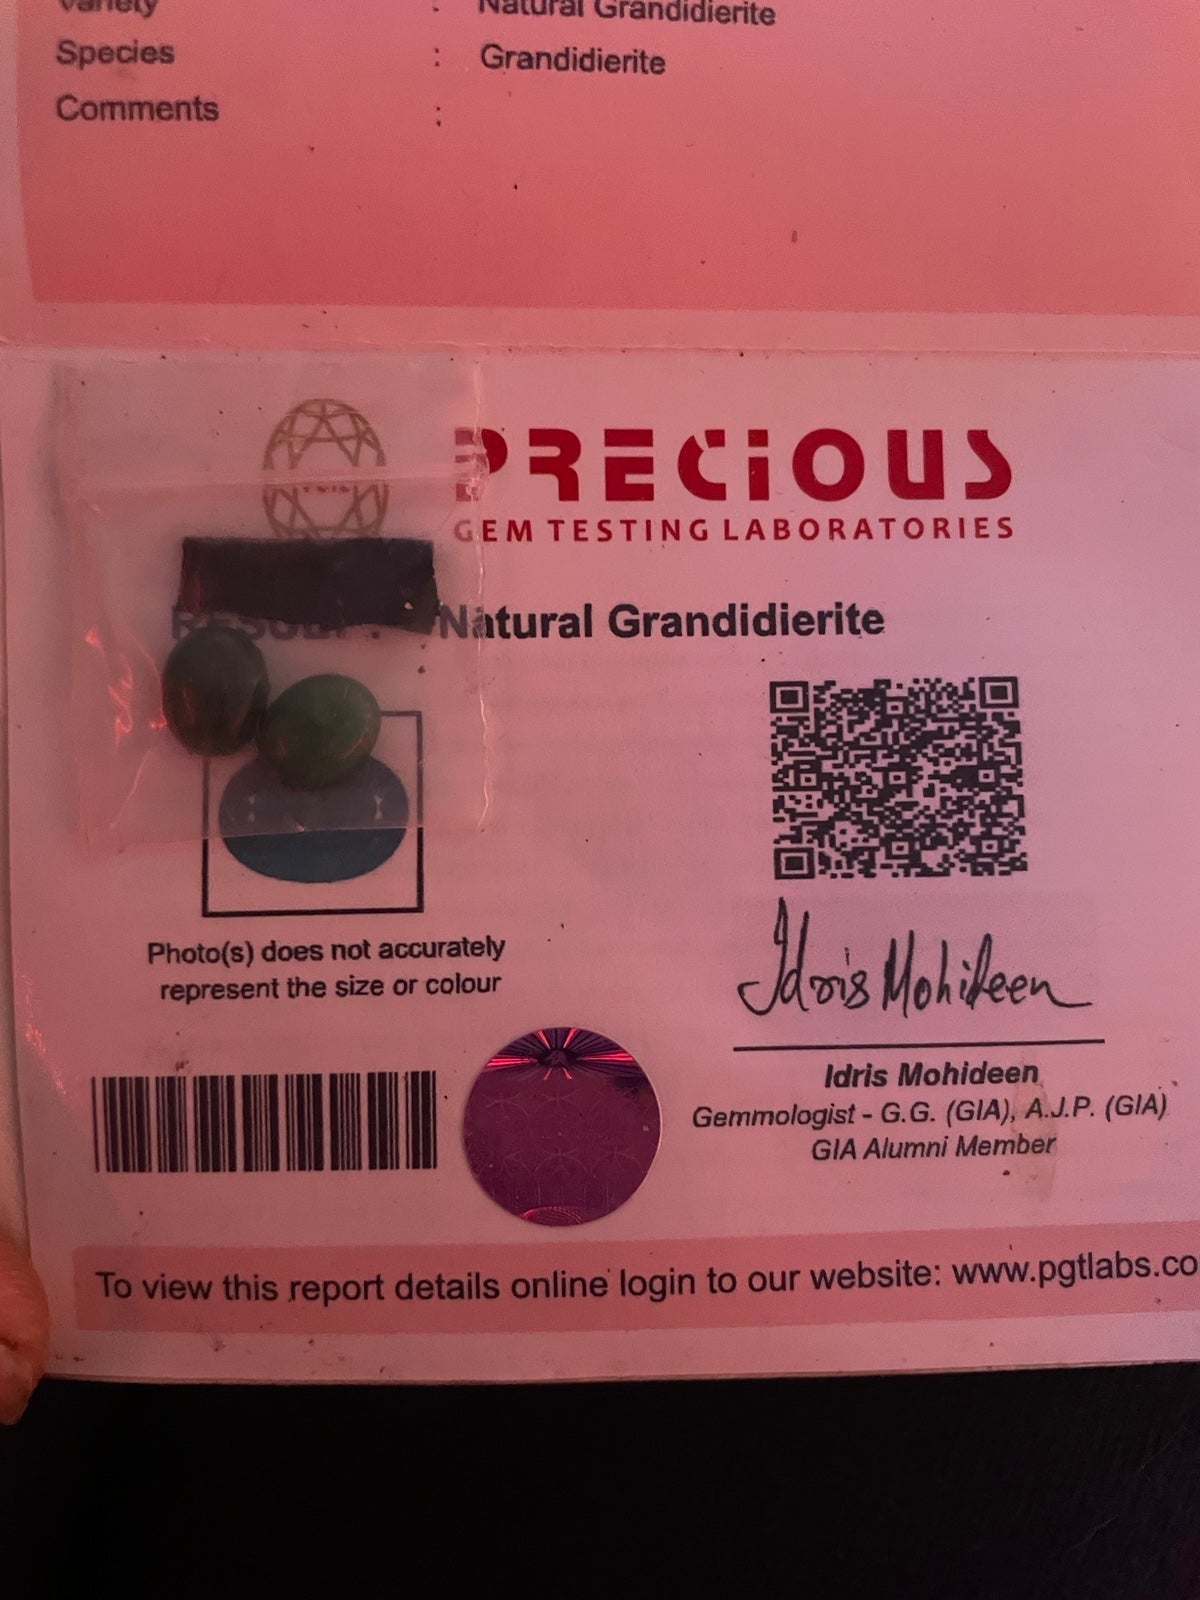 Variety : Natural Grandidierite
Species : Grandidierite
Comments :
PRECIOUS
GEM TESTING LABORATORIES
RESULT : Natural Grandidierite
Photo(s) does not accurately
represent the size or colour
Idris Mohideen
Idris Mohideen
Gemmologist - G.G. (GIA), A.J.P. (GIA)
GIA Alumni Member
To view this report details online login to our website: www.pgtlabs.co